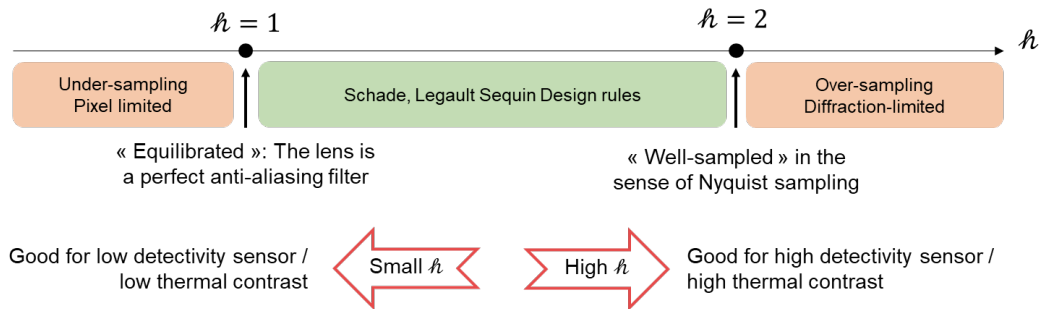 𝓀 = 1
𝓀 = 2
𝓀
Under-sampling
Pixel limited
Schade, Legault Sequin Design rules
Over-sampling
Diffraction-limited
« Equilibrated »: The lens is
a perfect anti-aliasing filter
« Well-sampled » in the
sense of Nyquist sampling
Good for low detectivity sensor /
low thermal contrast
Small 𝓀
High 𝓀
Good for high detectivity sensor /
high thermal contrast